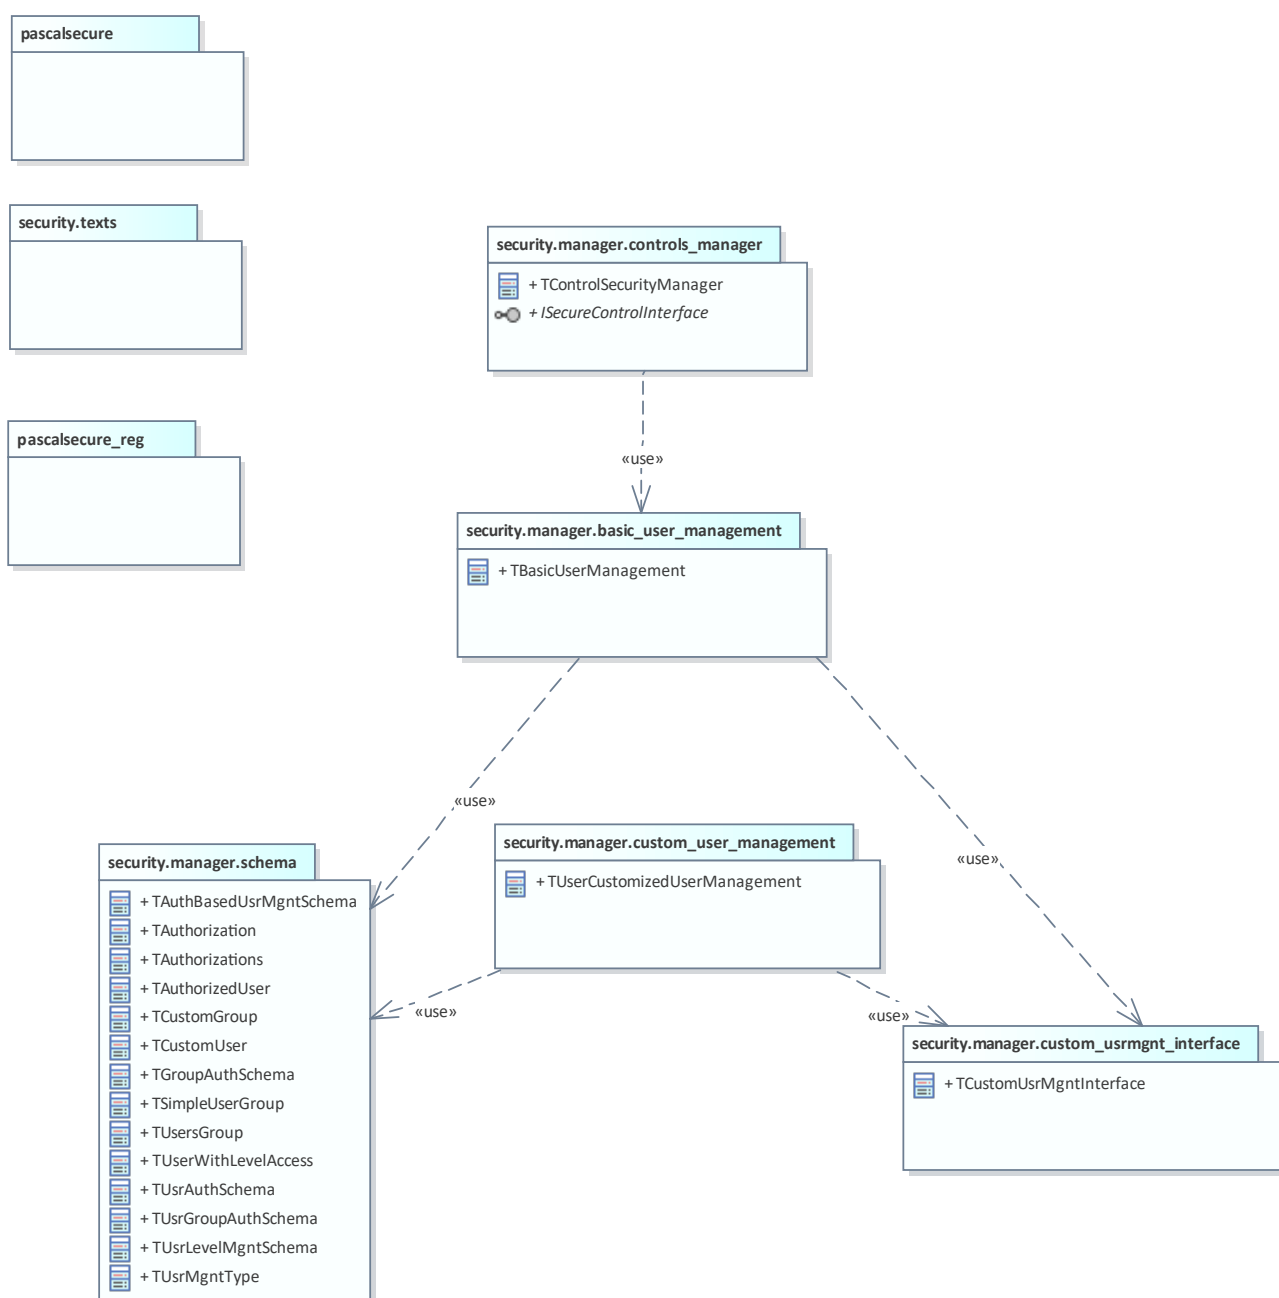 pascalsecure
security.texts
pascalsecure_reg
security.manager.controls_manager
+ TControlSecurityManager
+ ISecureControlInterface
«use»
security.manager.basic_user_management
+ TBasicUserManagement
«use»
«use»
security.manager.custom_user_management
+ TUserCustomizedUserManagement
security.manager.schema
+ TAuthBasedUsrMgntSchema
+ TAuthorization
+ TAuthorizations
+ TAuthorizedUser
+ TCustomGroup
+ TCustomUser
+ TGroupAuthSchema
+ TSimpleUserGroup
+ TUsersGroup
+ TUserWithLevelAccess
+ TUsrAuthSchema
+ TUsrGroupAuthSchema
+ TUsrLevelMgntSchema
+ TUsrMgntType
«use»
«use»
security.manager.custom_usrmgnt_interface
+ TCustomUsrMgntInterface